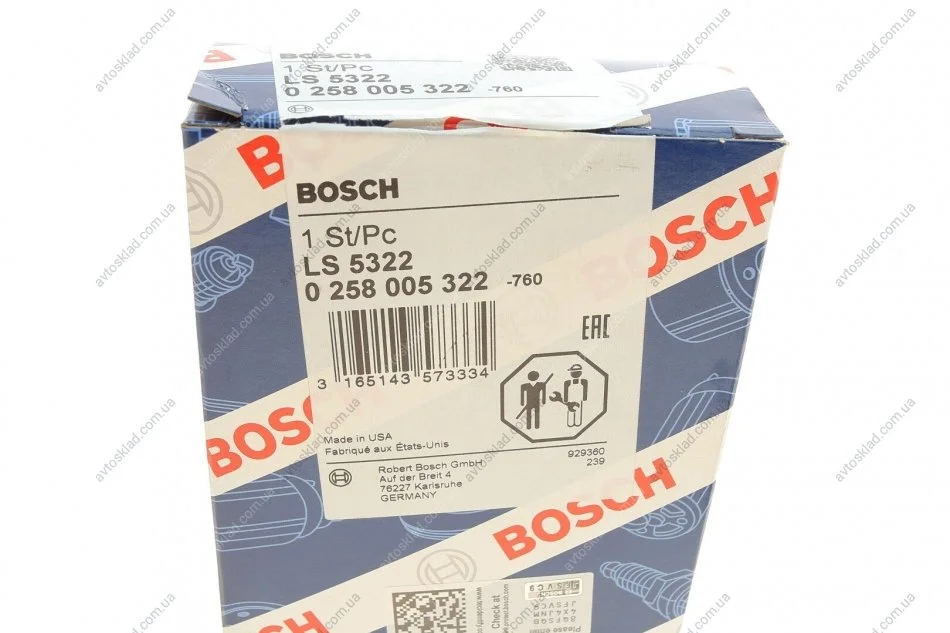 BOSCH
1 St/Pc
LS 5322
0 258 005 322 -760
BOSCH
BOSCH
1 St/Pc
LS 5322
0 258 005 322 -760
EAC
3 165143 573334
Made in USA
Fabriqué aux États-Unis
929360
239
Robert Bosch GmbH
Auf der Breit 4
76227 Karlsruhe
GERMANY
BOSCH
Check at
avtosklad.com.ua